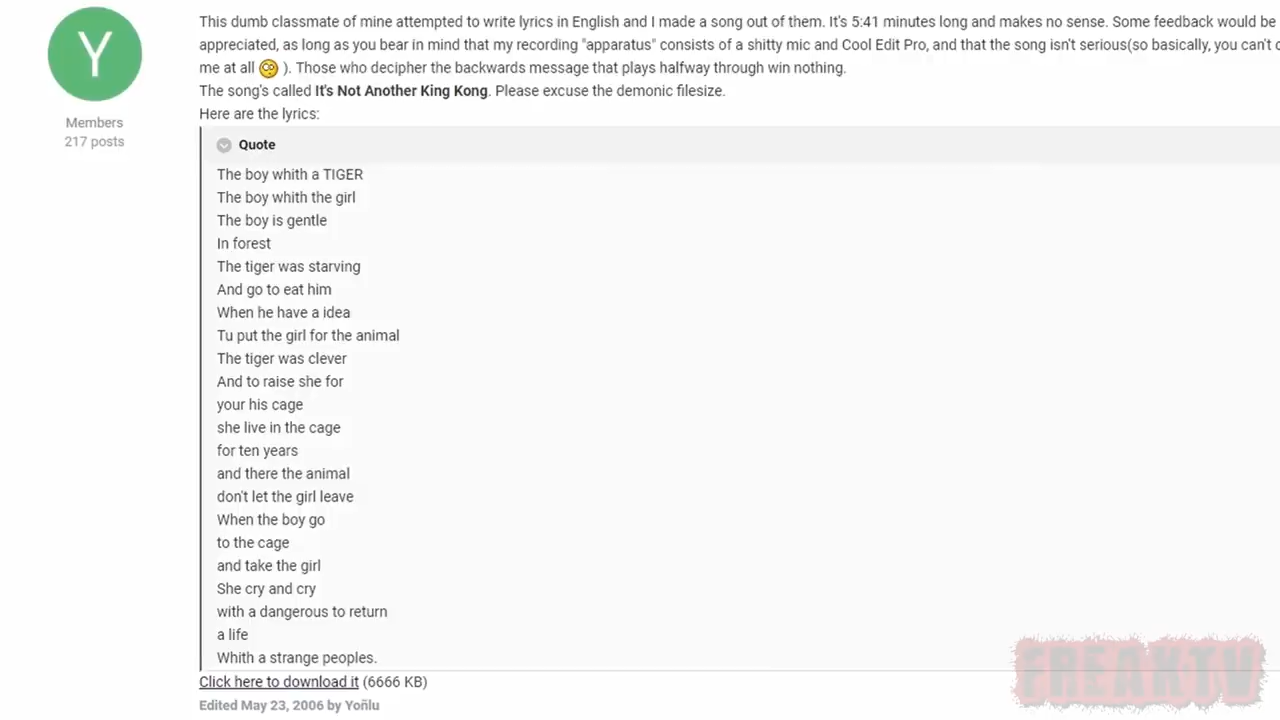 Y
Members
217 posts
This dumb classmate of mine attempted to write lyrics in English and I made a song out of them. It's 5:41 minutes long and makes no sense. Some feedback would be
appreciated, as long as you bear in mind that my recording "apparatus" consists of a shitty mic and Cool Edit Pro, and that the song isn't serious(so basically, you can't
me at all ). Those who decipher the backwards message that plays halfway through win nothing.
The song's called It's Not Another King Kong. Please excuse the demonic filesize.
Here are the lyrics:
Quote
The boy whith a TIGER
The boy whith the girl
The boy is gentle
In forest
The tiger was starving
And go to eat him
When he have a idea
Tu put the girl for the animal
The tiger was clever
And to raise she for
your his cage
she live in the cage
for ten years
and there the animal
don't let the girl leave
When the boy go
to the cage
and take the girl
She cry and cry
with a dangerous to return
a life
Whith a strange peoples.
Click here to download it (6666 KB)
Edited May 23, 2006 by Yoñlu
FREAKTV